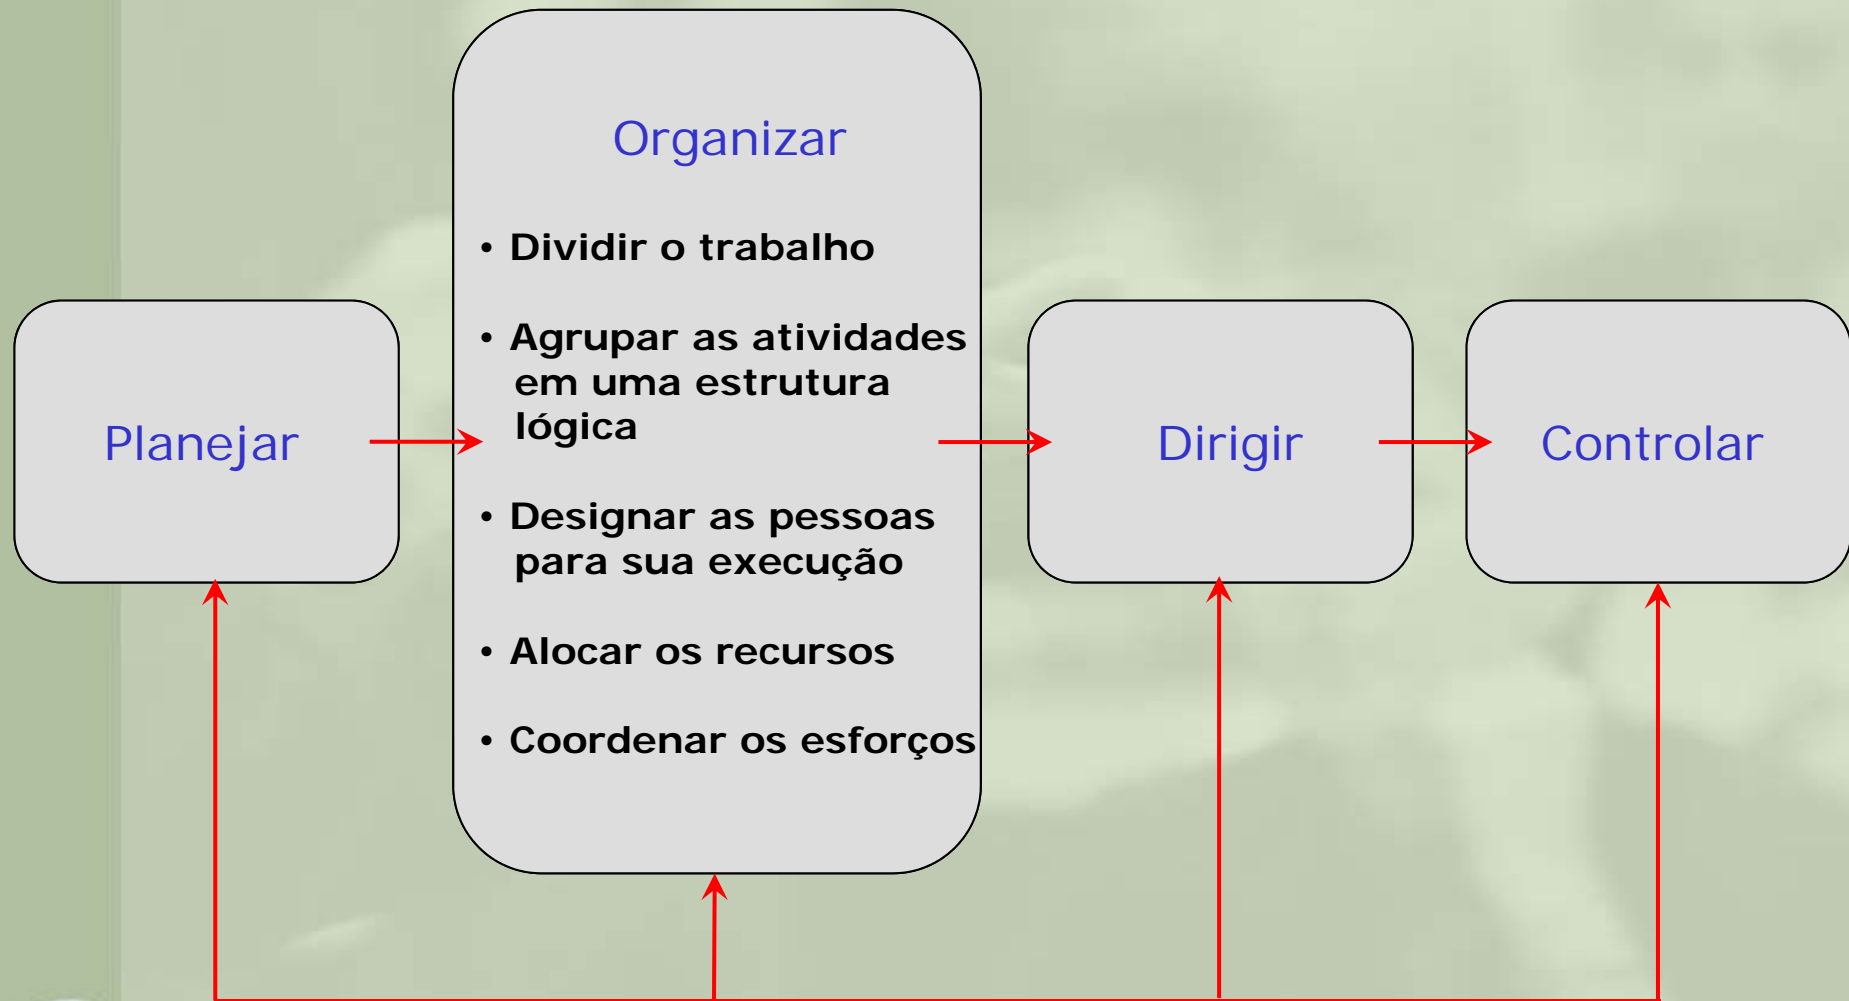 Organizar
• Dividir o trabalho
• Agrupar as atividades
em uma estrutura
lógica
• Designar as pessoas
para sua execução
• Alocar os recursos
• Coordenar os esforços
Planejar
Dirigir
Controlar